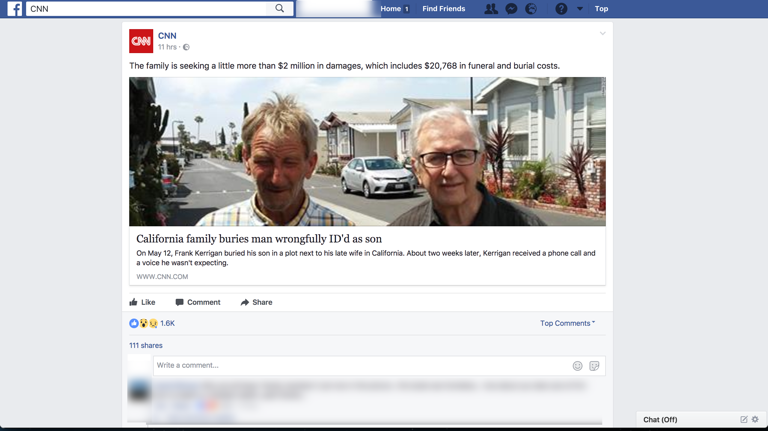 CNN
Home 1 Find Friends
Top
CNN
CNN
11 hrs ·
The family is seeking a little more than $2 million in damages, which includes $20,768 in funeral and burial costs.
California family buries man wrongfully ID'd as son
On May 12, Frank Kerrigan buried his son in a plot next to his late wife in California. About two weeks later, Kerrigan received a phone call and
a voice he wasn't expecting.
WWW.CNN.COM
Like Comment Share
1.6K Top Comments
111 shares
Write a comment...
Chat (Off)